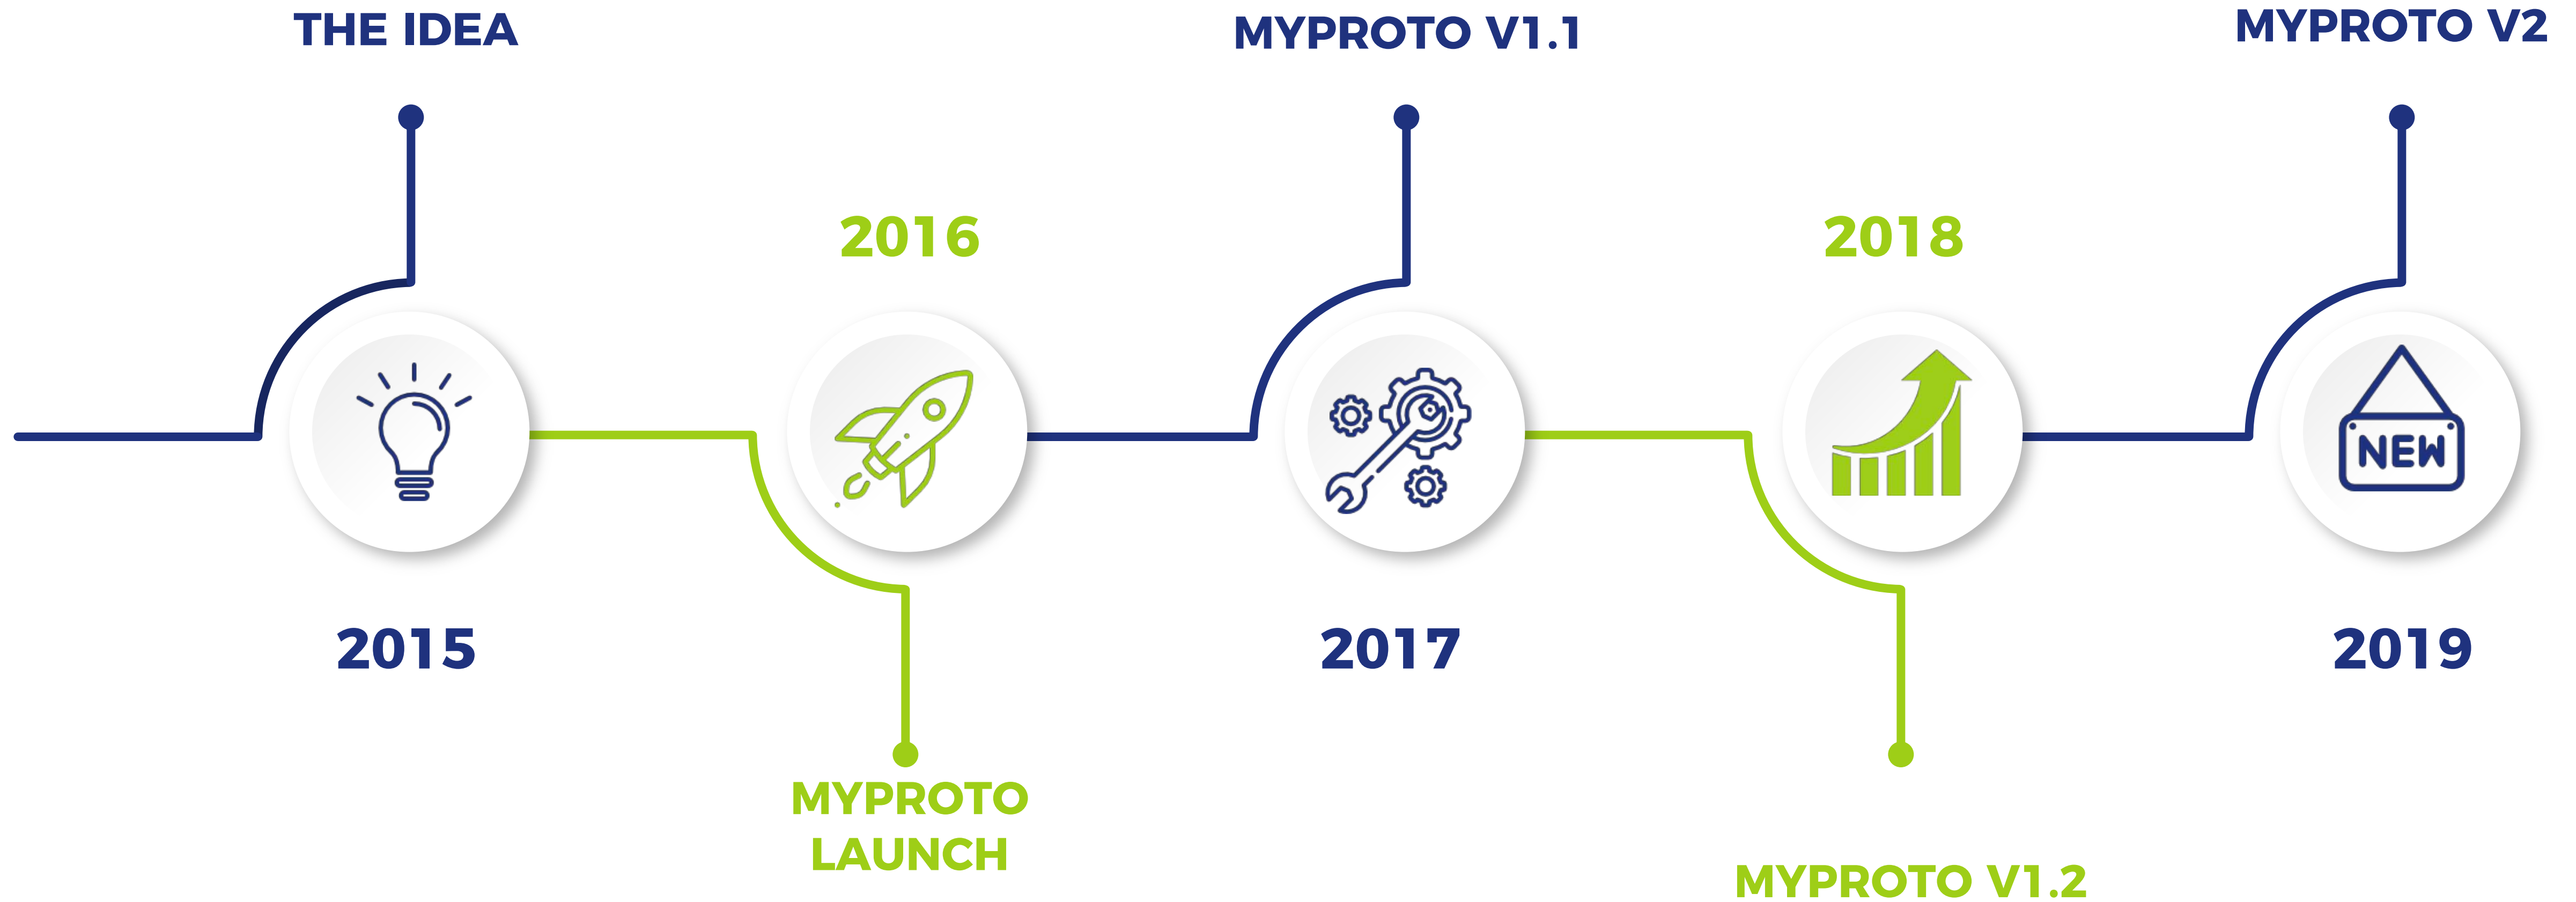 THE IDEA
2015
2016
MYPROTO
LAUNCH
MYPROTO V1.1
2017
2018
MYPROTO V1.2
MYPROTO V2
NEW
2019